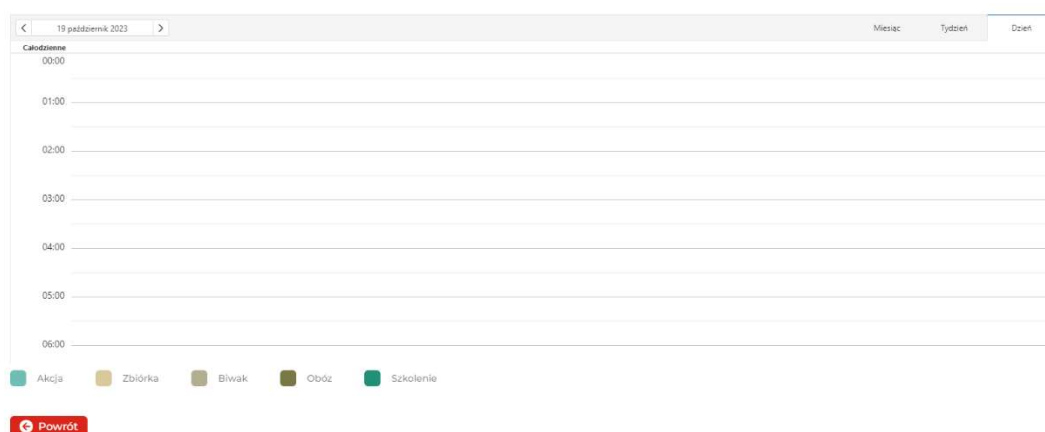 19 październik 2023 Miesiąc Tydzień Dzień
Całodzienne
00:00
01:00
02:00
03:00
04:00
05:00
06:00
Akcja Zbiórka Biwak Obóz Szkolenie
Powrót